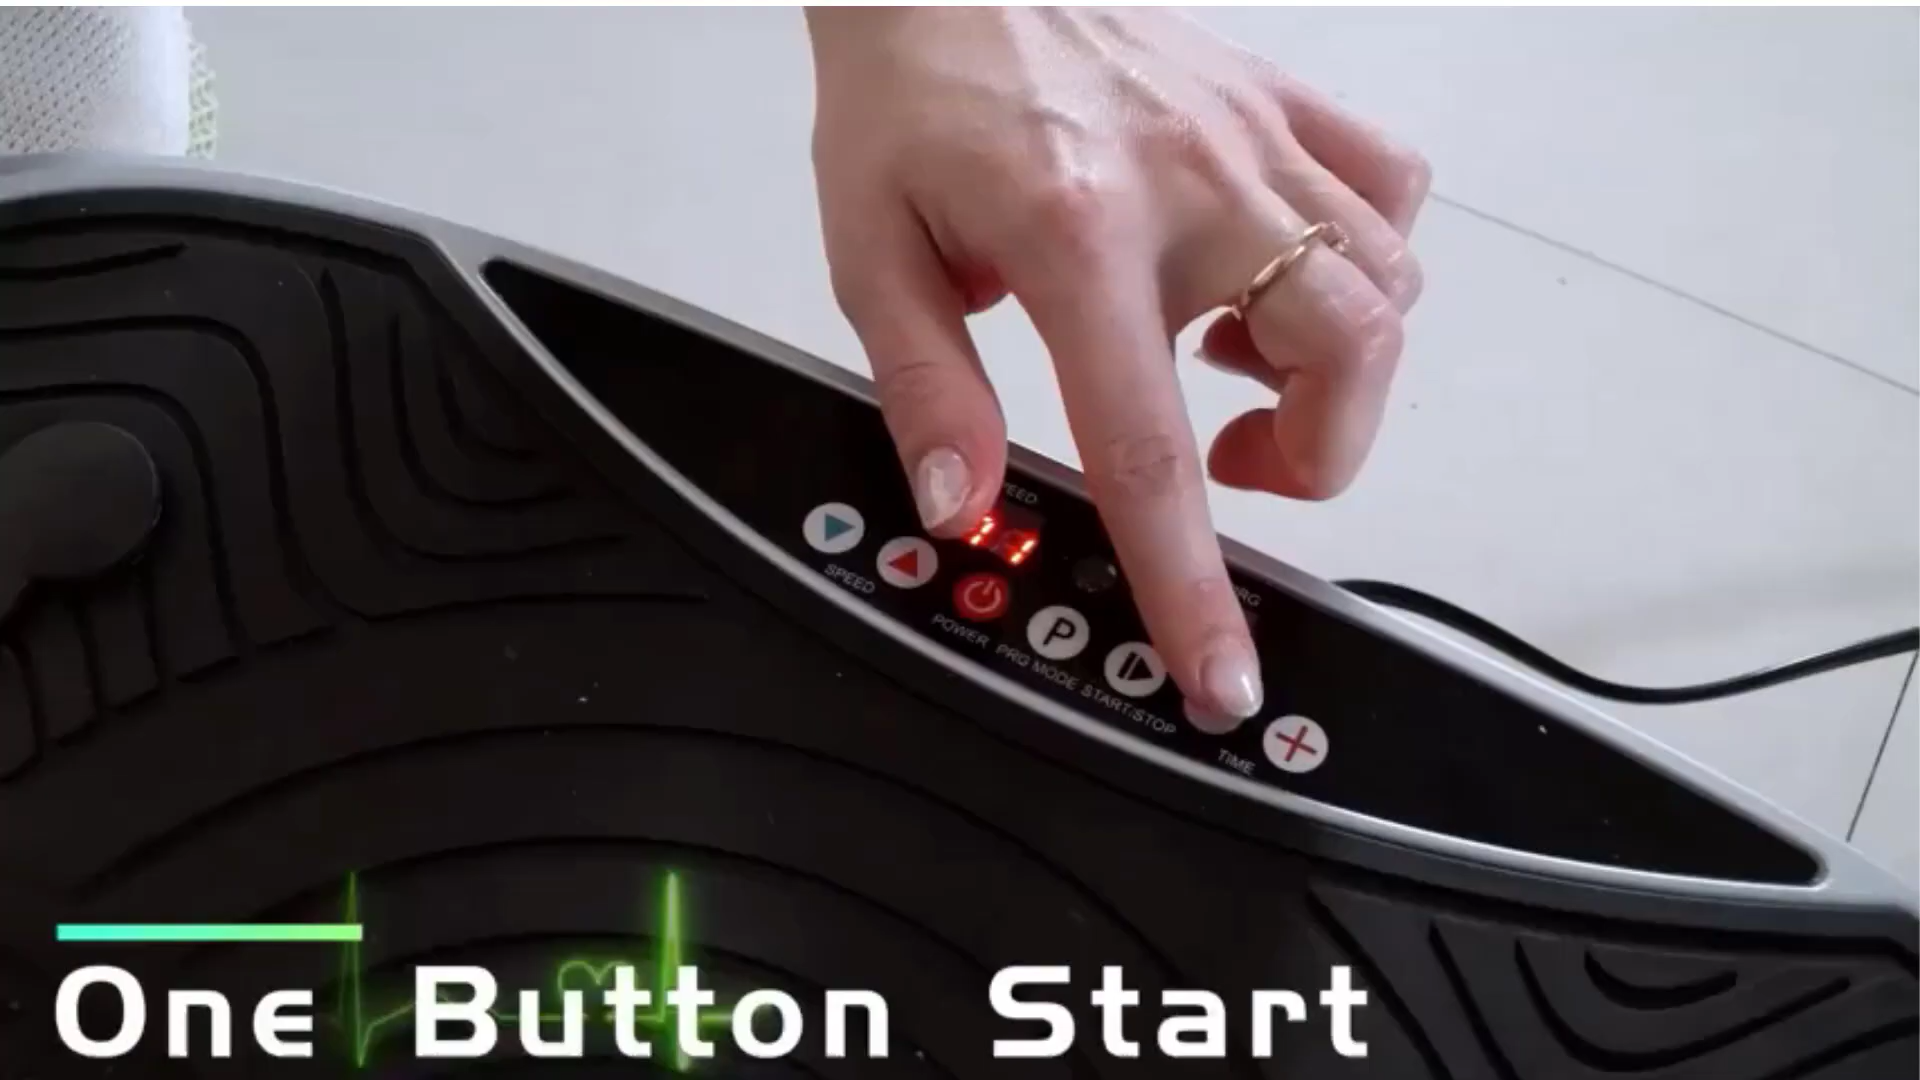 SPEED
POWER
P
PRG MODE
START/STOP
TIME
One Button Start